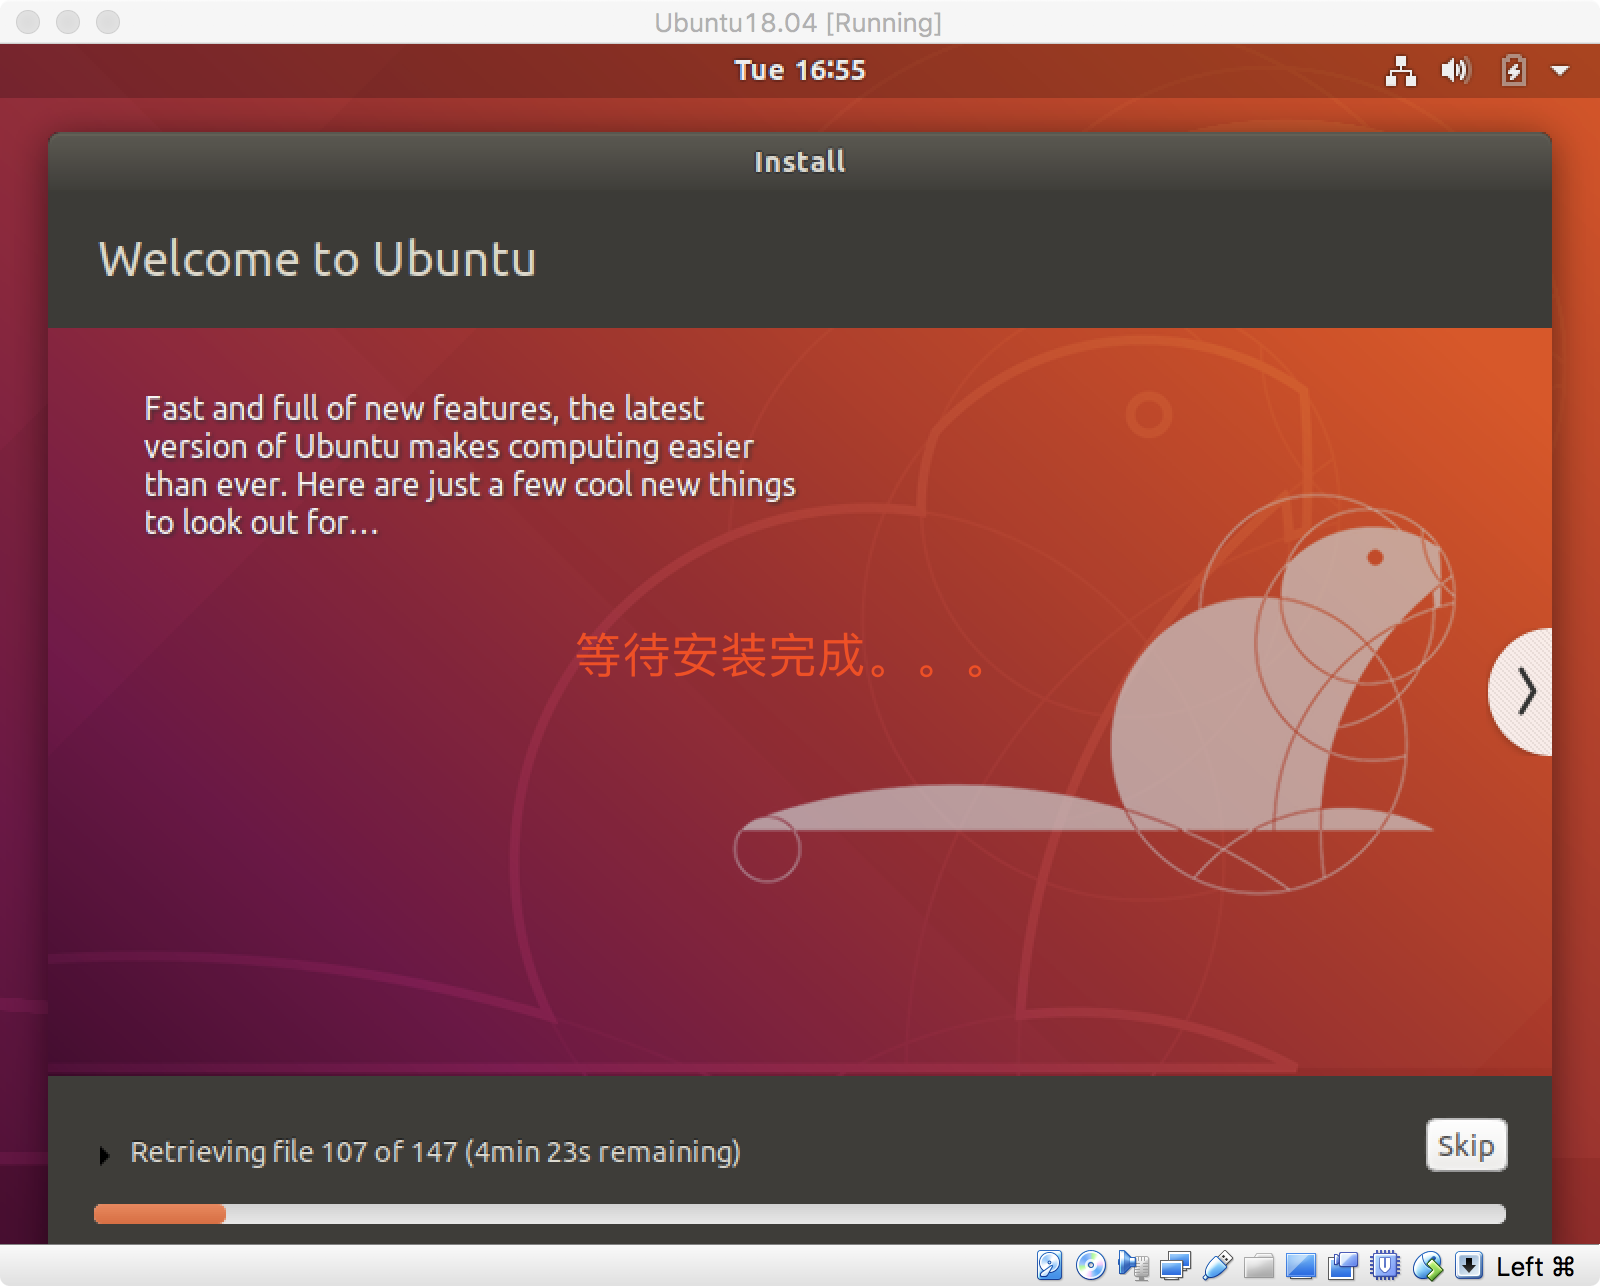 Ubuntu18.04 [Running]
Tue 16:55
Install
Welcome to Ubuntu
Fast and full of new features, the latest
version of Ubuntu makes computing easier
than ever. Here are just a few cool new things
to look out for...
等待安装完成。。。
Retrieving file 107 of 147 (4min 23s remaining)
Skip
Left ⌘